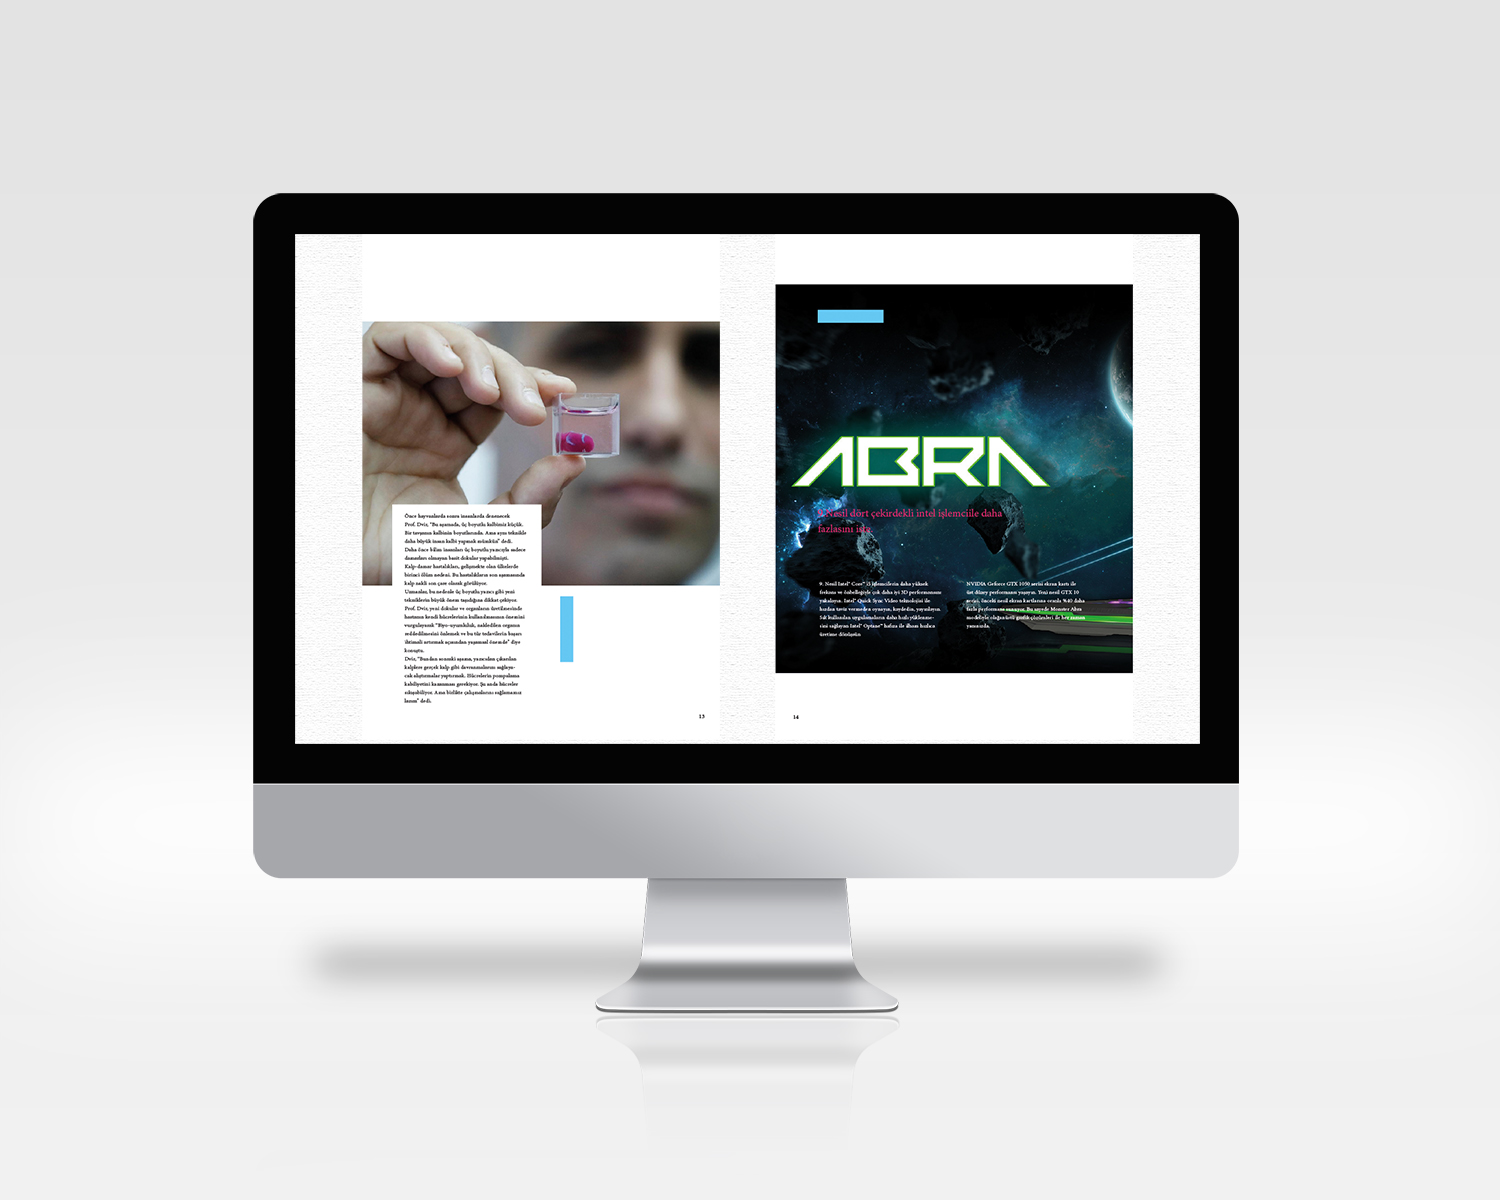 Önce hayvanlarda sonra insanlarda denenecek
Prof. Dvir, "Bu aşamada, üç boyutlu kalbimiz küçük.
Bir tavşanın kalbinin boyutlarında. Ama aynı teknikle
daha büyük insan kalbi yapmak mümkün" dedi.
Daha önce bilim insanları üç boyutlu yazıcıyla sadece
damarları olmayan basit dokular yapabilmişti.
Kalp-damar hastalıkları, gelişmekte olan ülkelerde
birinci ölüm nedeni. Bu hastalıkların son aşamasında
kalp nakli son çare olarak görülüyor.
Uzmanlar, bu nedenle üç boyutlu yazıcı gibi yeni
tekniklerin büyük önem taşıdığına dikkat çekiyor.
Prof. Dvir, yeni dokular ve organların üretilmesinde
hastanın kendi hücrelerinin kullanılmasının önemini
vurgulayarak "Biyo-uyumluluk, nakledilen organın
reddedilmesini önlemek ve bu tür tedavilerin başarı
ihtimali artırmak açısından yaşamsal önemde" diye
konuştu.
Dvir, "Bundan sonraki aşama, yazıcıdan çıkarılan
kalplere gerçek kalp gibi davranmalarını sağlaya-
cak alıştırmalar yaptırmak. Hücrelerin pompalama
kabiliyetini kazanması gerekiyor. Şu anda hücreler
sıkışabiliyor. Ama birlikte çalışmalarını sağlamamız
lazım" dedi.
13
ABRA
Nesil dört çekirdekli intel işlemciile daha
fazlasını iste
9. Nesil Intel® Core™ i5 işlemcilerin daha yüksek
frekans ve önbelleğiyle çok daha iyi 3D performansını
yakalayın. Intel® Quick Sync Video teknolojisi ile
hızdan taviz vermeden oynayın, kaydedin, yayınlayın.
Sık kullanılan uygulamaların daha hızlı yüklenme-
sini sağlayan Intel® Optane™ hafıza ile ilham hızlıca
üretime dönüşsün
NVIDIA Geforce GTX 1050 serisi ekran kartı ile
üst düzey performansı yaşayın. Yeni nesil GTX 10
serisi, önceki nesil ekran kartlarına oranla %40 daha
fazla performans sunuyor. Bu sayede Monster Abra
modeliyle olağanüstü grafik çözümleri ile her zaman
yanınızda.
14